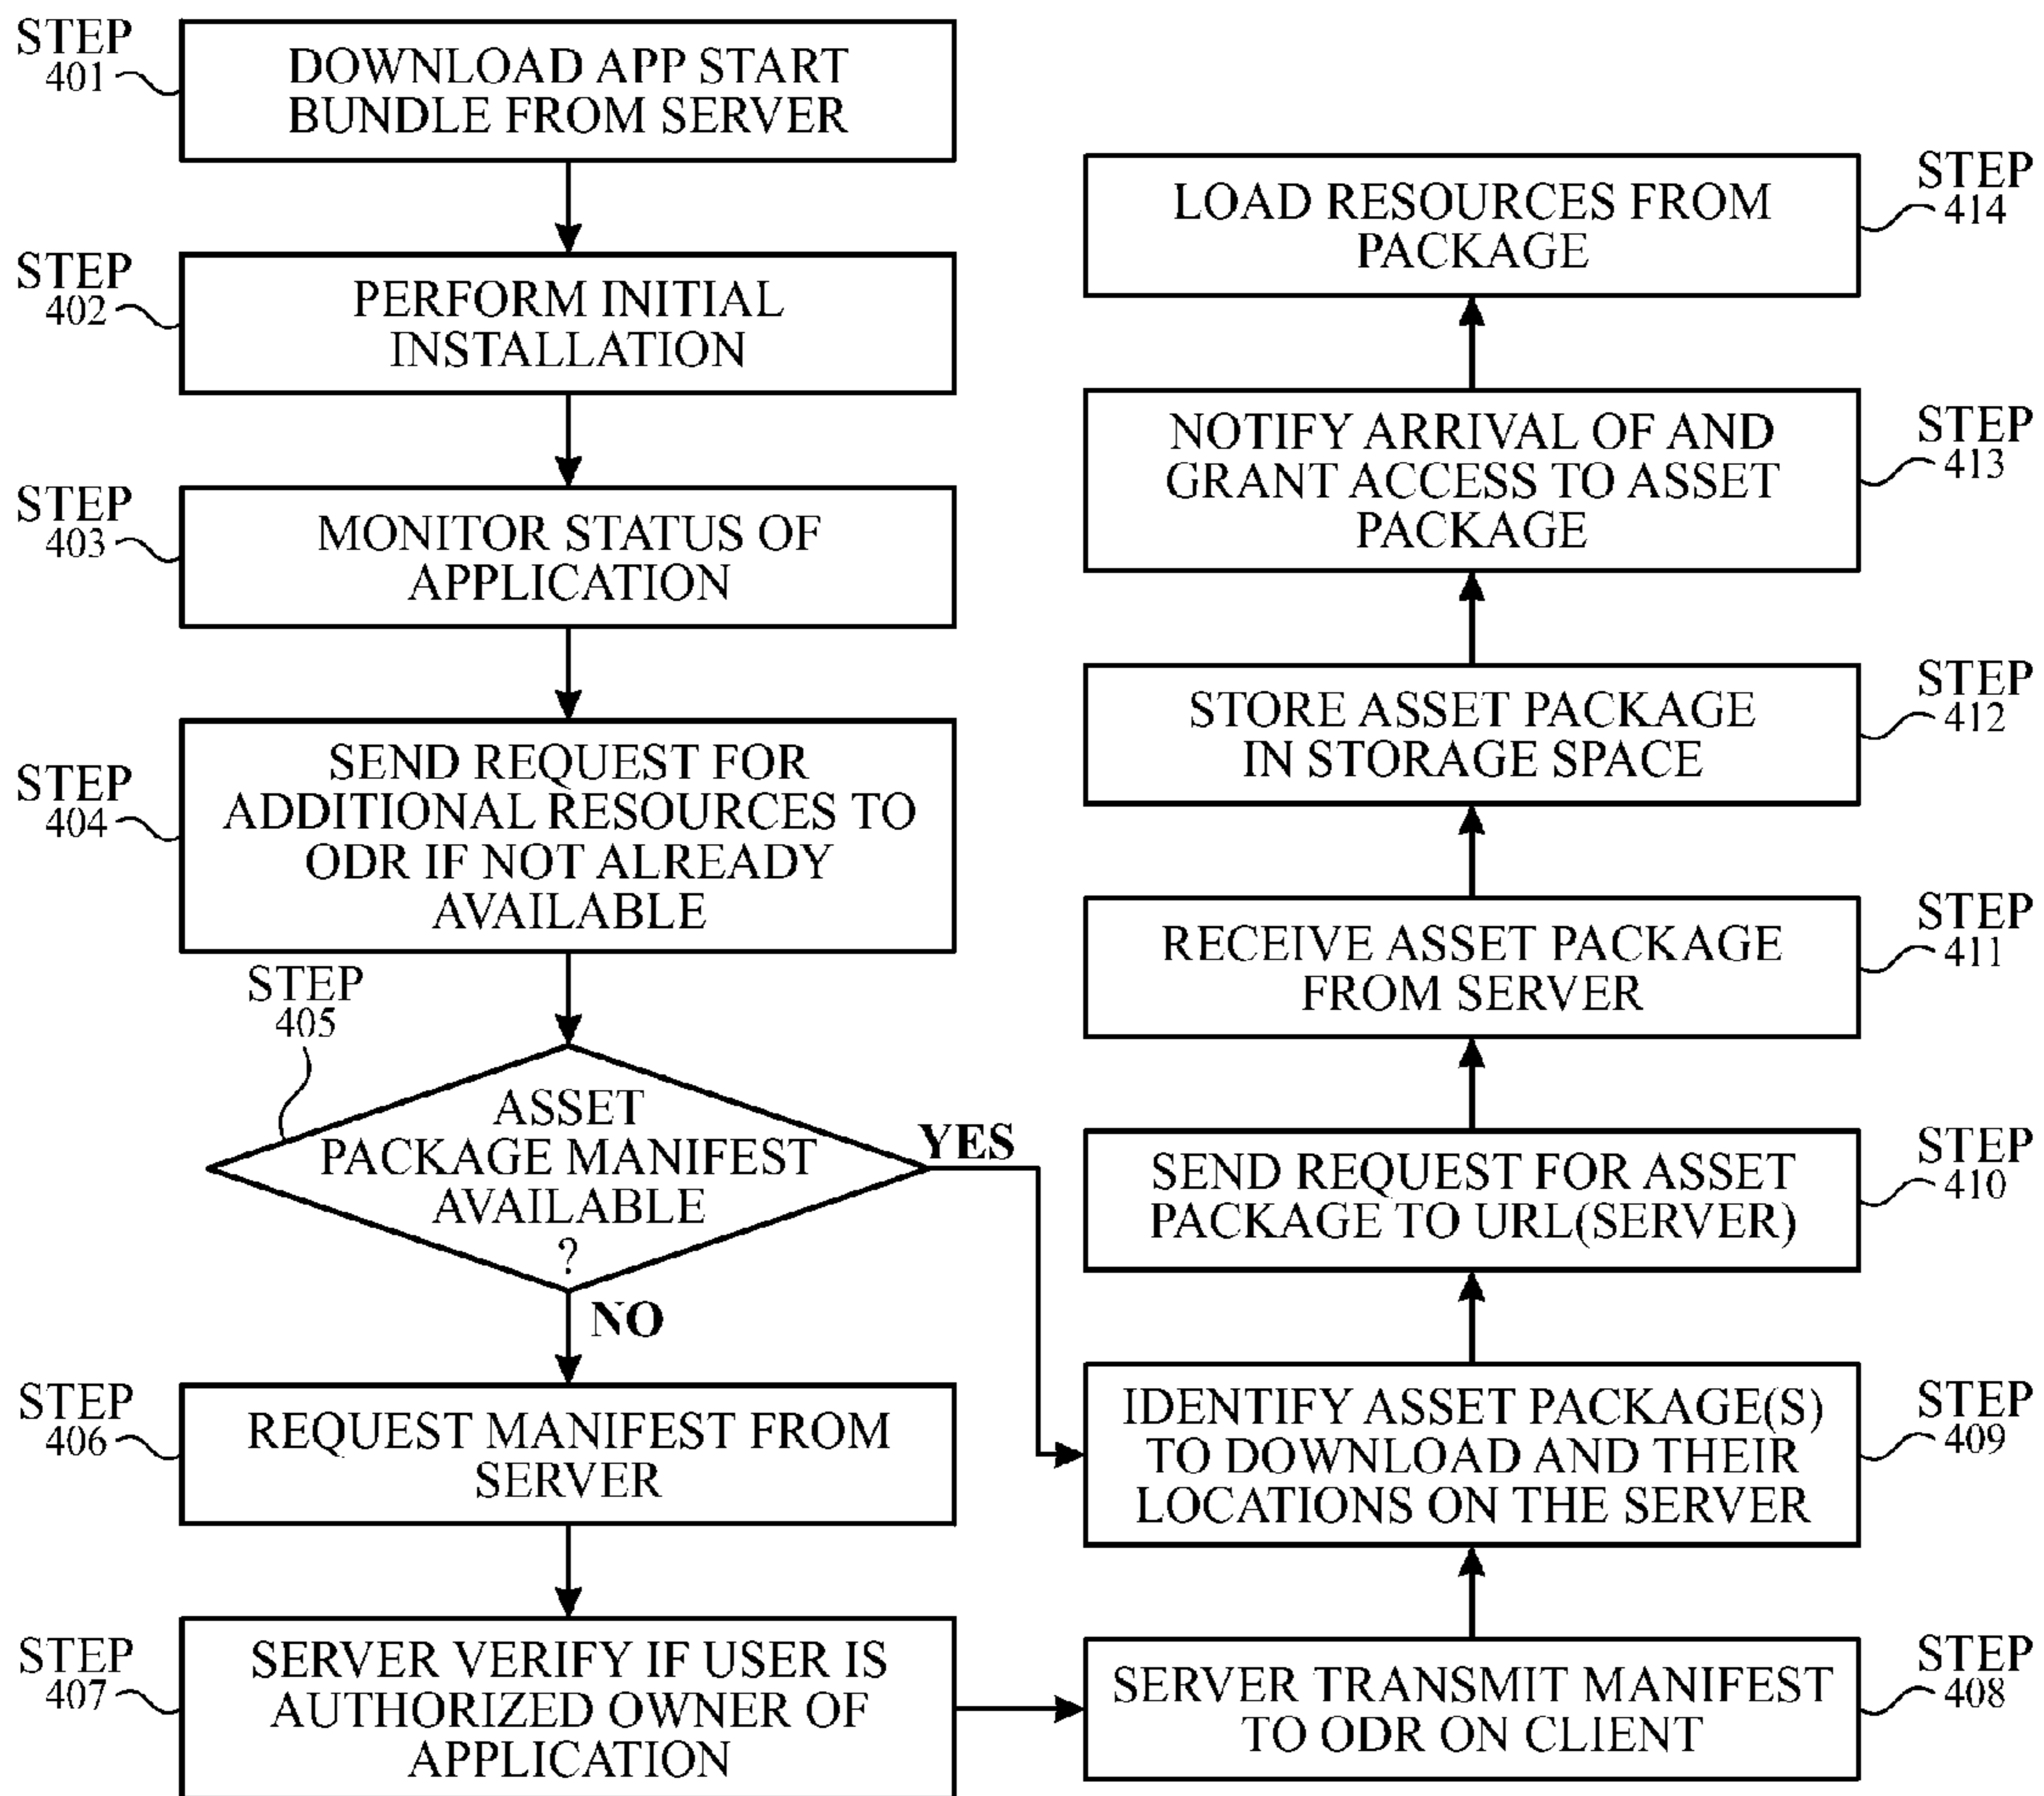 STEP
401
DOWNLOAD APP START
BUNDLE FROM SERVER
STEP
402
PERFORM INITIAL
INSTALLATION
STEP
403
MONITOR STATUS OF
APPLICATION
STEP
404
SEND REQUEST FOR
ADDITIONAL RESOURCES TO
ODR IF NOT ALREADY
AVAILABLE
STEP
405
ASSET
PACKAGE MANIFEST
AVAILABLE
?
YES
NO
STEP
406
REQUEST MANIFEST FROM
SERVER
STEP
407
SERVER VERIFY IF USER IS
AUTHORIZED OWNER OF
APPLICATION
SERVER TRANSMIT MANIFEST
TO ODR ON CLIENT
STEP
408
IDENTIFY ASSET PACKAGE(S)
TO DOWNLOAD AND THEIR
LOCATIONS ON THE SERVER
STEP
409
SEND REQUEST FOR ASSET
PACKAGE TO URL(SERVER)
STEP
410
RECEIVE ASSET PACKAGE
FROM SERVER
STEP
411
STORE ASSET PACKAGE
IN STORAGE SPACE
STEP
412
NOTIFY ARRIVAL OF AND
GRANT ACCESS TO ASSET
PACKAGE
STEP
413
LOAD RESOURCES FROM
PACKAGE
STEP
414